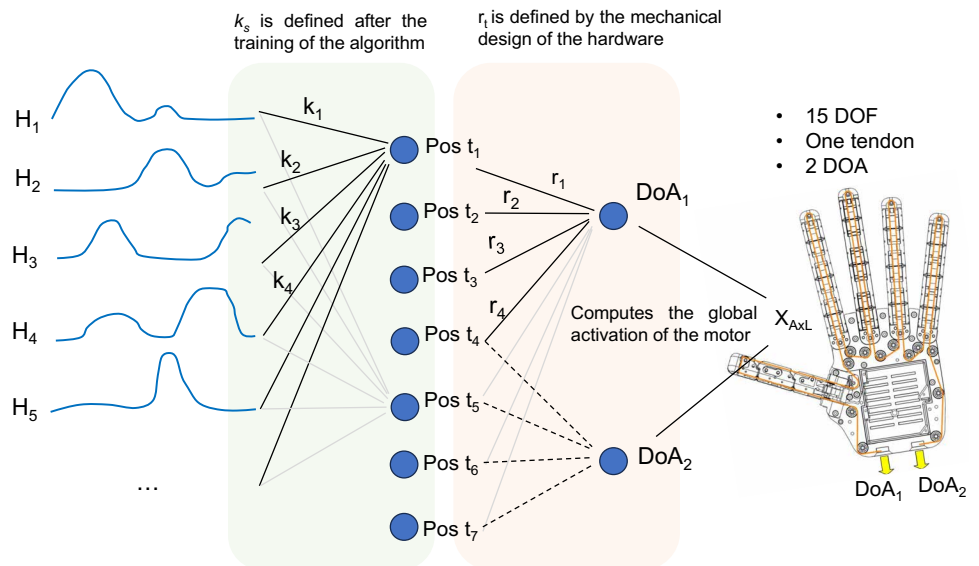 k_s is defined after the
training of the algorithm
r_t is defined by the mechanical
design of the hardware
H_1
H_2
H_3
H_4
H_5
…
k_1
k_2
k_3
k_4
Pos t_1
Pos t_2
Pos t_3
Pos t_4
Pos t_5
Pos t_6
Pos t_7
r_1
r_2
r_3
r_4
DoA_1
DoA_2
Computes the global
activation of the motor
X_AxL
• 15 DOF
• One tendon
• 2 DOA
DoA_1
DoA_2